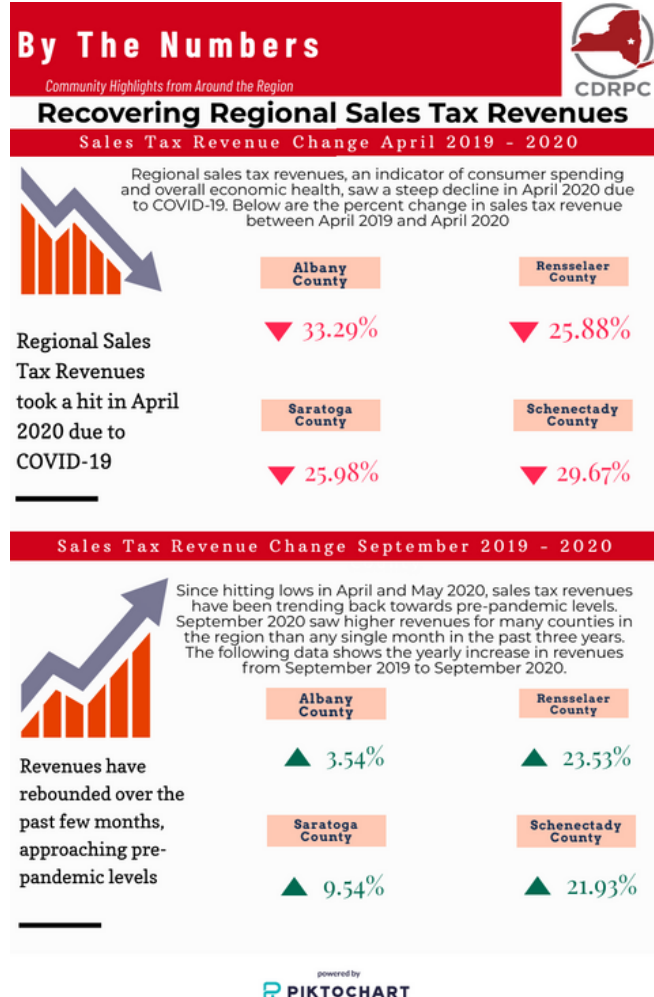 By The Numbers
Community Highlights from Around the Region
CDRPC
Recovering Regional Sales Tax Revenues
Sales Tax Revenue Change April 2019 - 2020
Regional sales tax revenues, an indicator of consumer spending
and overall economic health, saw a steep decline in April 2020 due
to COVID-19. Below are the percent change in sales tax revenue
between April 2019 and April 2020
Regional Sales
Tax Revenues
took a hit in April
2020 due to
COVID-19
Albany
County
33.29%
Rensselaer
County
25.88%
Saratoga
County
25.98%
Schenectady
County
29.67%
Sales Tax Revenue Change September 2019 - 2020
Since hitting lows in April and May 2020, sales tax revenues
have been trending back towards pre-pandemic levels.
September 2020 saw higher revenues for many counties in
the region than any single month in the past three years.
The following data shows the yearly increase in revenues
from September 2019 to September 2020.
Revenues have
rebounded over the
past few months,
approaching pre-
pandemic levels
Albany
County
3.54%
Rensselaer
County
23.53%
Saratoga
County
9.54%
Schenectady
County
21.93%
powered by
PIKTOCHART